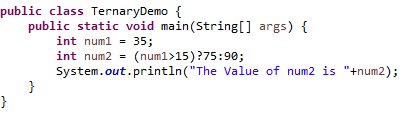 public class TernaryDemo {
    public static void main(String[] args) {
        int num1 = 35;
        int num2 = (num1>15)?75:90;
        System.out.println("The Value of num2 is "+num2);
    }
}